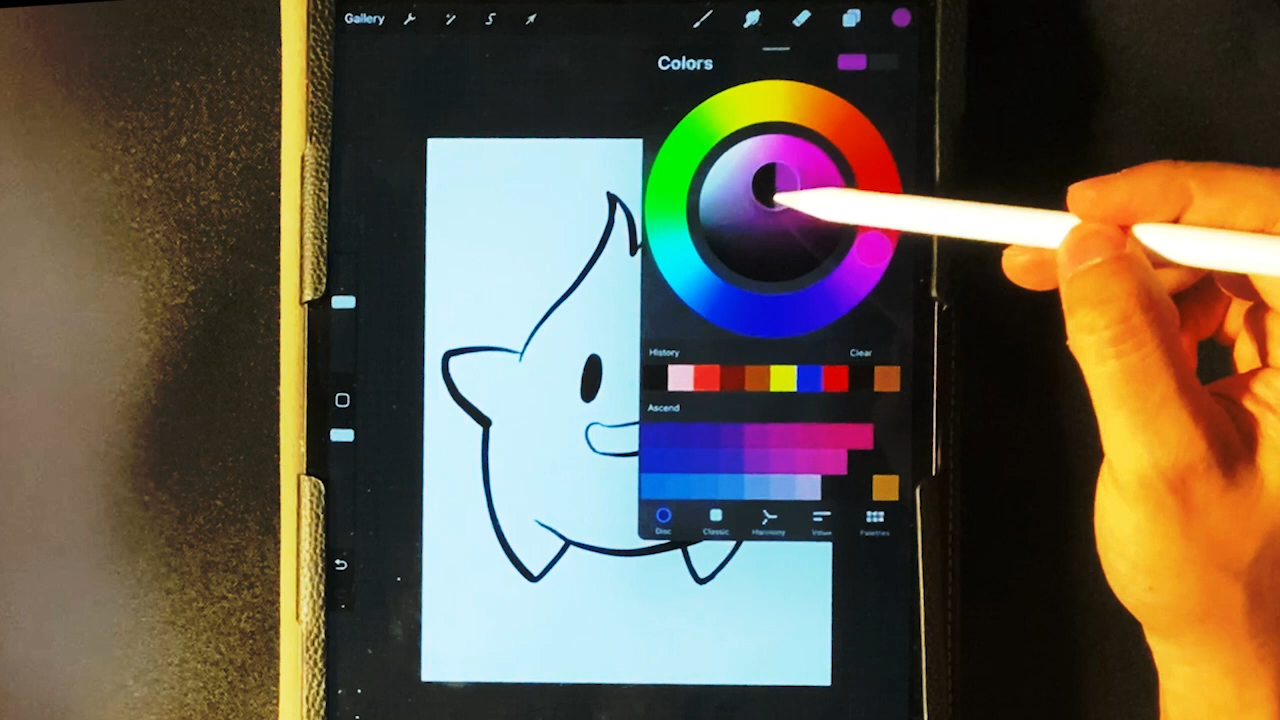 Gallery
Colors
History Clear
Ascend
Disc Classic Harmony Value Palettes